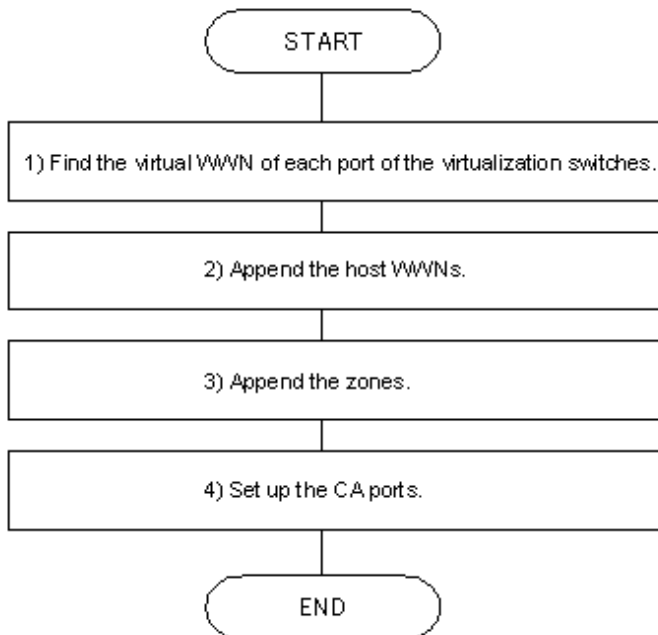 START
1) Find the virtual WWN of each port of the virtualization switches.
2) Append the host WWNs.
3) Append the zones.
4) Set up the CA ports.
END